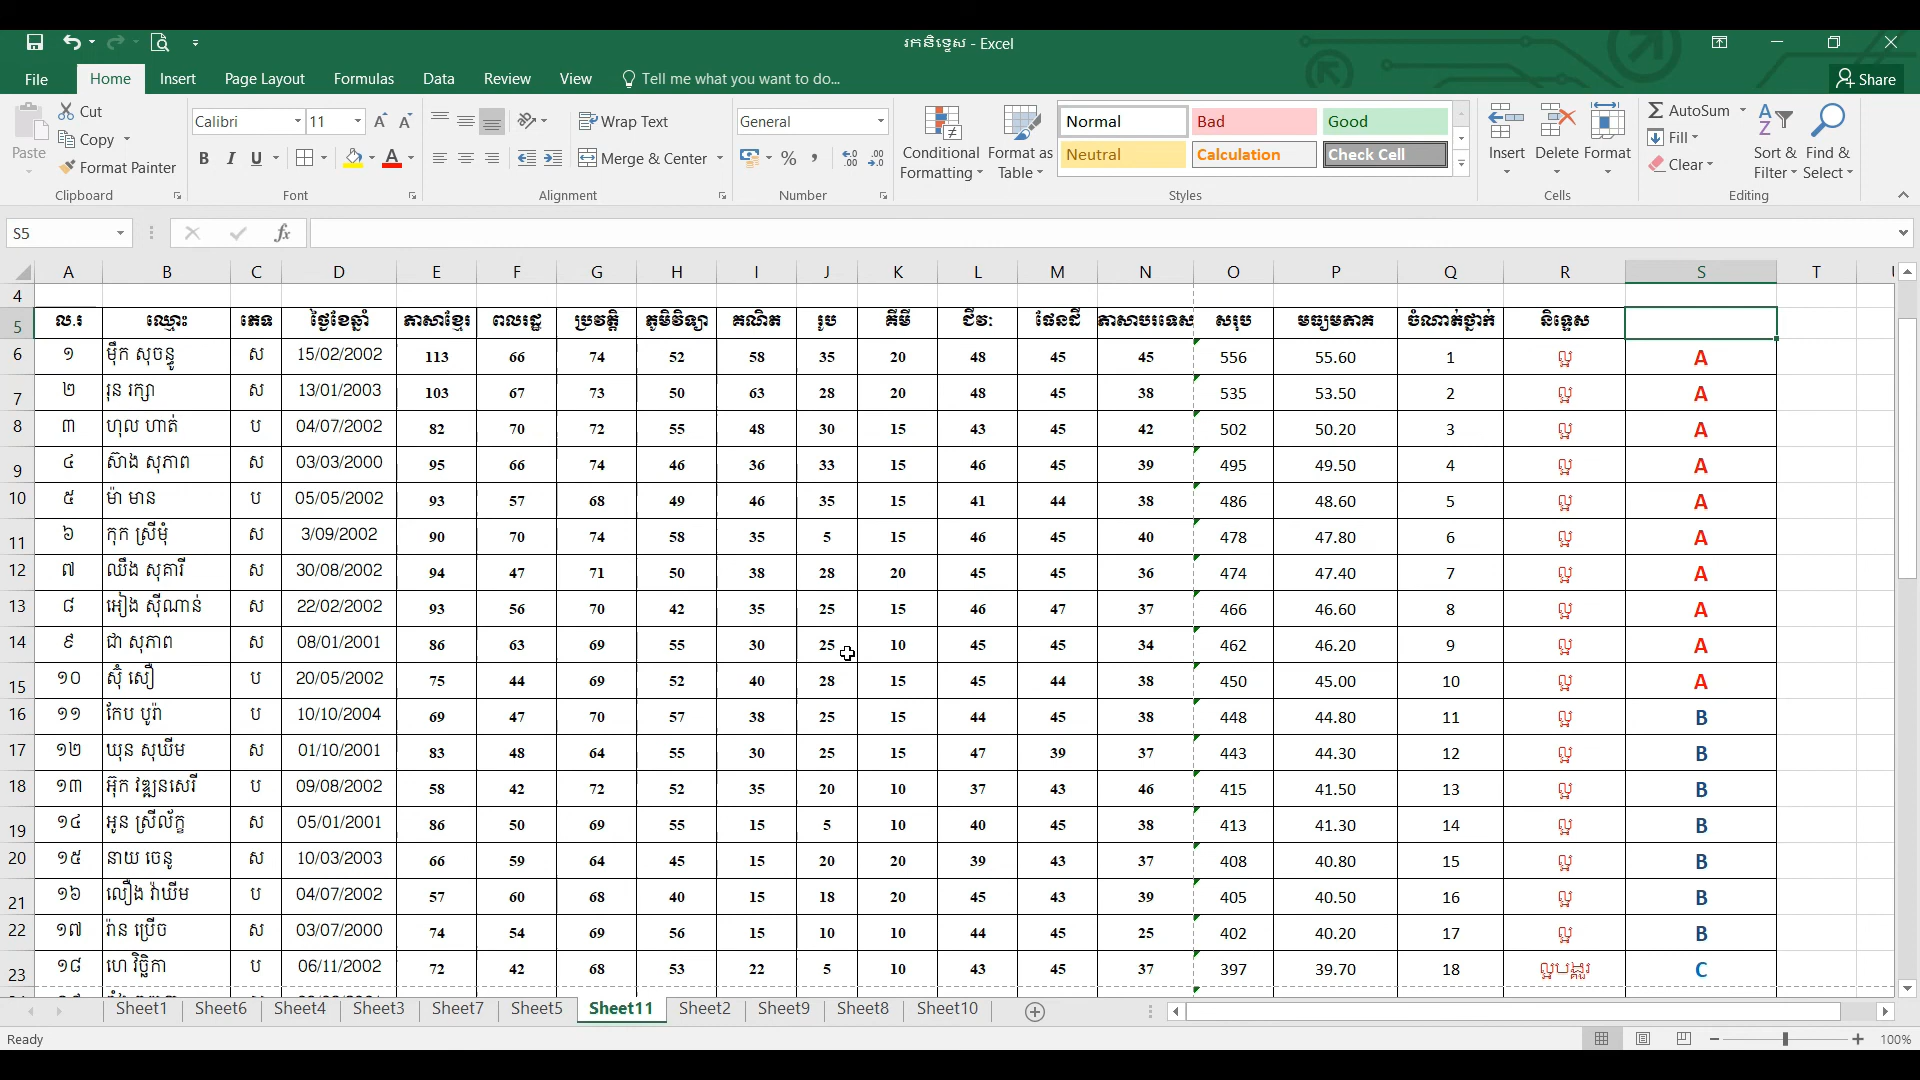 រកនិទ្ទេស - Excel
File Home Insert Page Layout Formulas Data Review View Tell me what you want to do... Share
Paste Cut Copy Format Painter Clipboard
Calibri 11 B I U Font
Wrap Text Merge & Center Alignment
General % , Number
Conditional Formatting Format as Table
Normal Bad Good
Neutral Calculation Check Cell
Styles
Insert Delete Format Cells
AutoSum Fill Clear Sort & Filter Find & Select Editing
S5 fx
A B C D E F G H I J K L M N O P Q R S T
4
5 ល.រ ឈ្មោះ ភេទ ថ្ងៃខែឆ្នាំ ភាសាខ្មែរ ពលរដ្ឋ ប្រវត្តិ ភូមិវិទ្យា គណិត រូប គីមី ជីវៈ ផែនដី ភាសាបរទេស សរុប មធ្យមភាគ ចំណាត់ថ្នាក់ និទ្ទេស
6 ១ ម៉ឹក សុចន្ធូ ស 15/02/2002 113 66 74 52 58 35 20 48 45 45 556 55.60 1 ល្អ A
7 ២ រុន រក្សា ស 13/01/2003 103 67 73 50 63 28 20 48 45 38 535 53.50 2 ល្អ A
8 ៣ ហុល ហាត់ ប 04/07/2002 82 70 72 55 48 30 15 43 45 42 502 50.20 3 ល្អ A
9 ៤ ស៊ាង សុភាព ស 03/03/2000 95 66 74 46 36 33 15 46 45 39 495 49.50 4 ល្អ A
10 ៥ ម៉ា មាន ប 05/05/2002 93 57 68 49 46 35 15 41 44 38 486 48.60 5 ល្អ A
11 ៦ កុក ស្រីមុំ ស 3/09/2002 90 70 74 58 35 5 15 46 45 40 478 47.80 6 ល្អ A
12 ៧ ឈឹង សុគារី ស 30/08/2002 94 47 71 50 38 28 20 45 45 36 474 47.40 7 ល្អ A
13 ៨ អៀង ស៊ីណាន់ ស 22/02/2002 93 56 70 42 35 25 15 46 47 37 466 46.60 8 ល្អ A
14 ៩ ជា សុភាព ស 08/01/2001 86 63 69 55 30 25 10 45 45 34 462 46.20 9 ល្អ A
15 ១០ ស៊ុំ សឿ ប 20/05/2002 75 44 69 52 40 28 15 45 44 38 450 45.00 10 ល្អ A
16 ១១ កែប បូរ៉ា ប 10/10/2004 69 47 70 57 38 25 15 44 45 38 448 44.80 11 ល្អ B
17 ១២ ឃុន សុឃីម ស 01/10/2001 83 48 64 55 30 25 15 47 39 37 443 44.30 12 ល្អ B
18 ១៣ អ៊ុក វឌ្ឍនសេរី ប 09/08/2002 58 42 72 52 35 20 10 37 43 46 415 41.50 13 ល្អ B
19 ១៤ អូន ស្រីល័ក្ខ ស 05/01/2001 86 50 69 55 15 5 10 40 45 38 413 41.30 14 ល្អ B
20 ១៥ នាយ ចេនូ ស 10/03/2003 66 59 64 45 15 20 20 39 43 37 408 40.80 15 ល្អ B
21 ១៦ លឿង វ៉ាឃីម ប 04/07/2002 57 60 68 40 15 18 20 45 43 39 405 40.50 16 ល្អ B
22 ១៧ រ៉ាន ប្រើច ស 03/07/2000 74 54 69 56 15 10 10 44 45 25 402 40.20 17 ល្អ B
23 ១៨ ហេ វិច្ឆិកា ប 06/11/2002 72 42 68 53 22 5 10 43 45 37 397 39.70 18 ល្អបង្គួរ C
Sheet1 Sheet6 Sheet4 Sheet3 Sheet7 Sheet5 Sheet11 Sheet2 Sheet9 Sheet8 Sheet10
Ready 100%